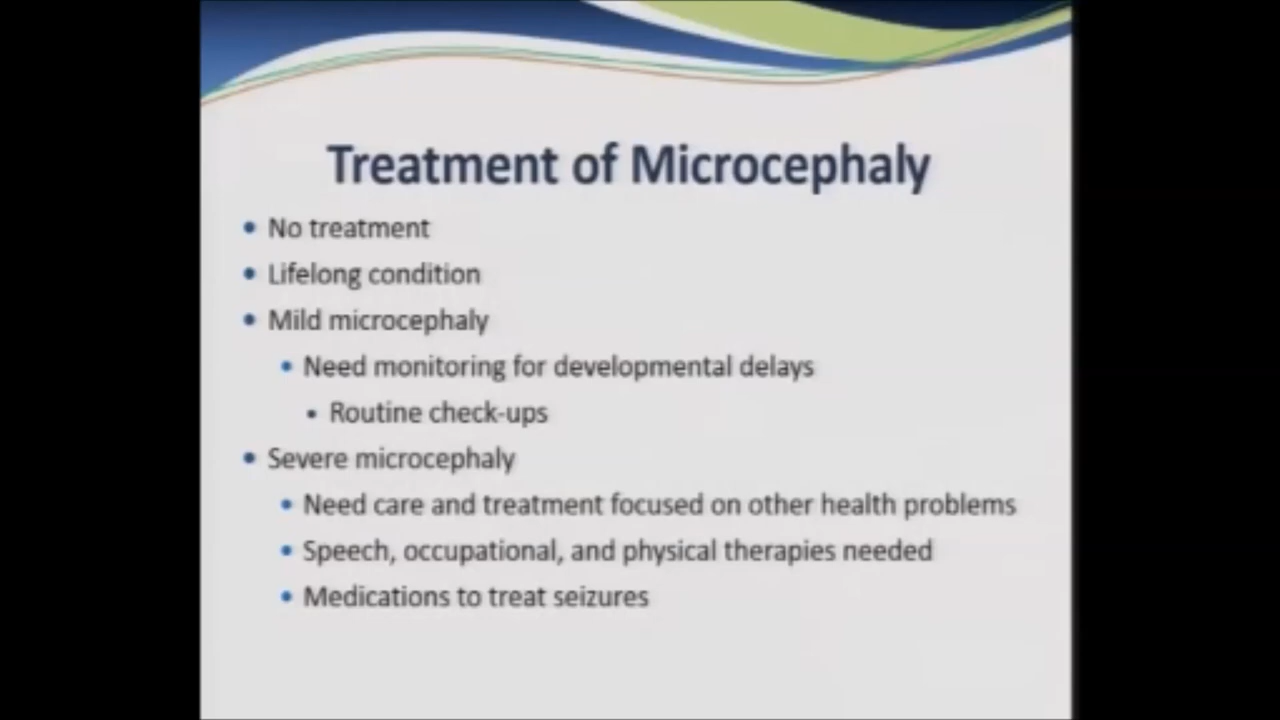 Treatment of Microcephaly
• No treatment
• Lifelong condition
• Mild microcephaly
• Need monitoring for developmental delays
▪ Routine check-ups
• Severe microcephaly
• Need care and treatment focused on other health problems
• Speech, occupational, and physical therapies needed
• Medications to treat seizures